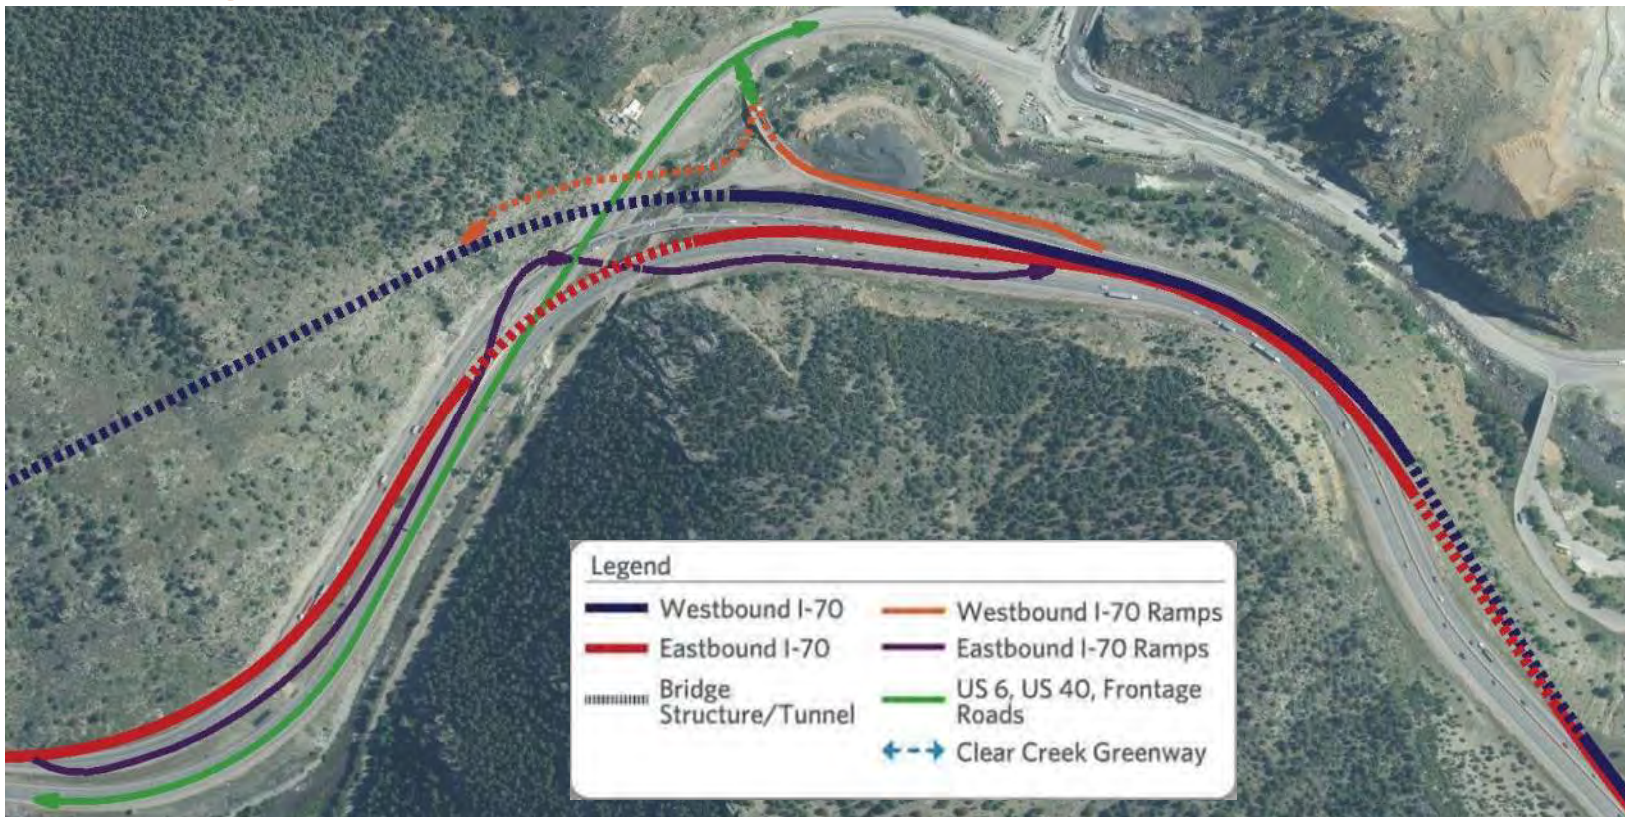 Legend
Westbound I-70
Westbound I-70 Ramps
Eastbound I-70
Eastbound I-70 Ramps
Bridge
Structure/Tunnel
US 6, US 40, Frontage
Roads
Clear Creek Greenway